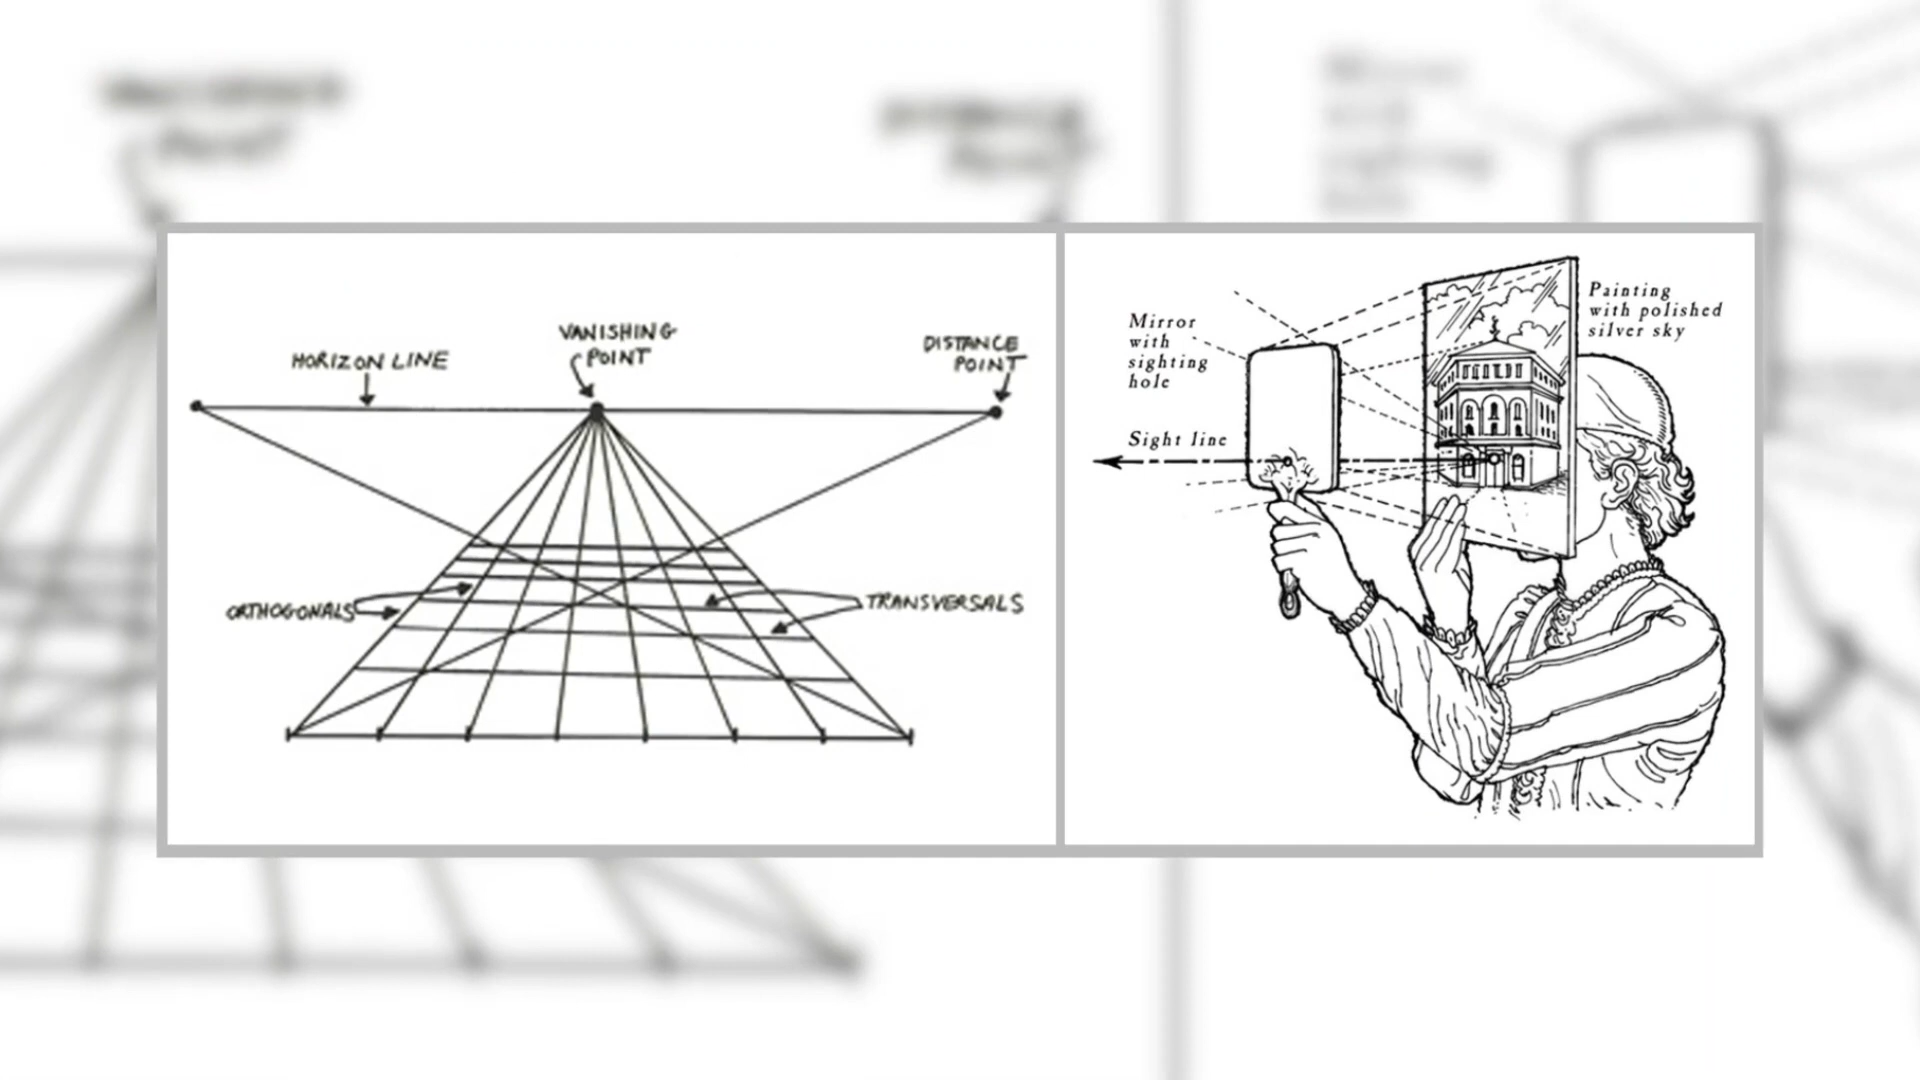 HORIZON LINE
VANISHING
POINT
DISTANCE
POINT
ORTHOGONALS
TRANSVERSALS
Mirror
with
sighting
hole
Sight line
Painting
with polished
silver sky